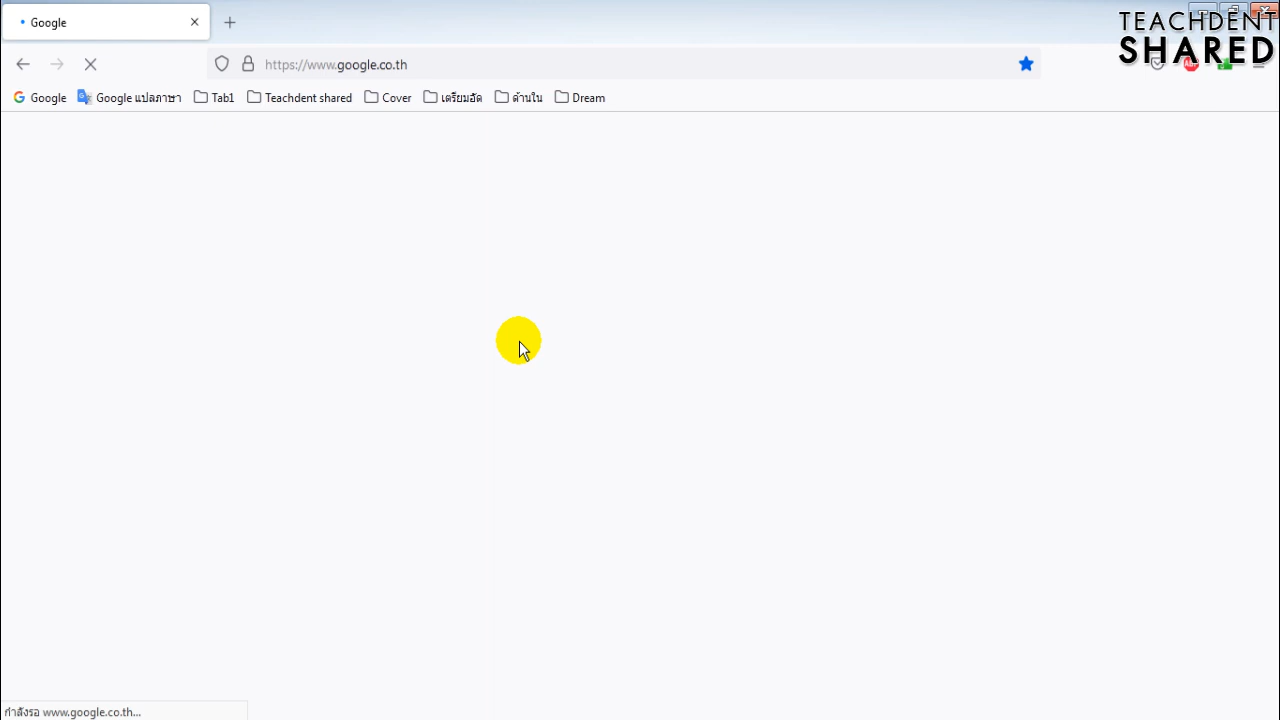 Google
TEACHDENT
SHARED
https://www.google.co.th
Google
Google แปลภาษา
Tab1
Teachdent shared
Cover
เตรียมอัด
ด้านใน
Dream
กำลังรอ www.google.co.th...